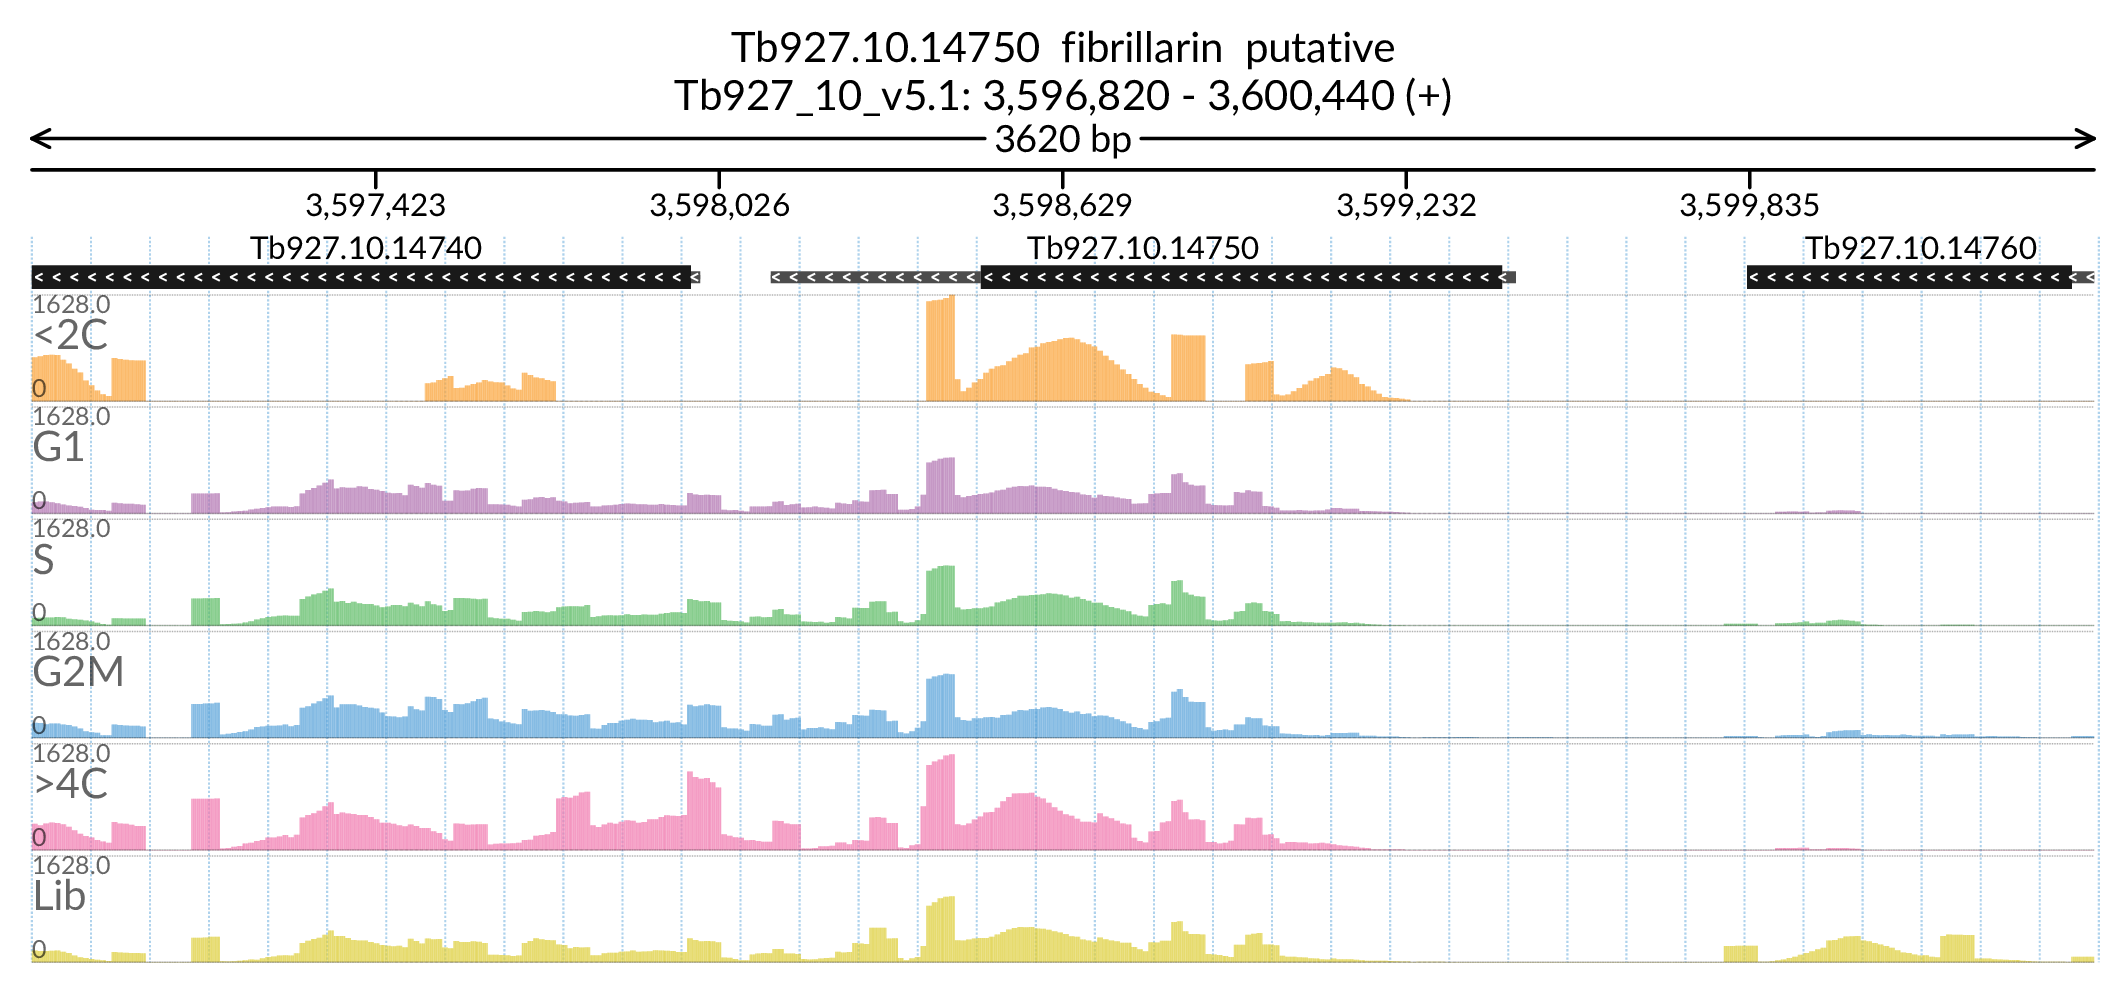 Tb927.10.14750 fibrillarin putative
Tb927_10_v5.1: 3,596,820 - 3,600,440 (+)
3620 bp
3,597,423 3,598,026 3,598,629 3,599,232 3,599,835
Tb927.10.14740 Tb927.10.14750 Tb927.10.14760
1628.0
<2C
0
1628.0
G1
0
1628.0
S
0
1628.0
G2M
0
1628.0
>4C
0
1628.0
Lib
0